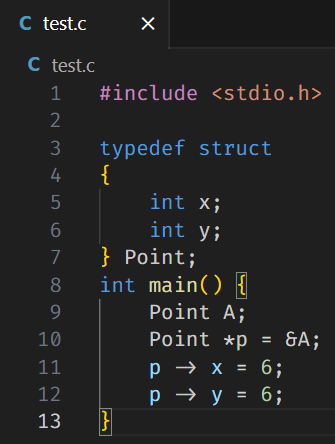 C test.c ×
C test.c
1 #include <stdio.h>
2
3 typedef struct
4 {
5     int x;
6     int y;
7 } Point;
8 int main() {
9     Point A;
10     Point *p = &A;
11     p -> x = 6;
12     p -> y = 6;
13 }